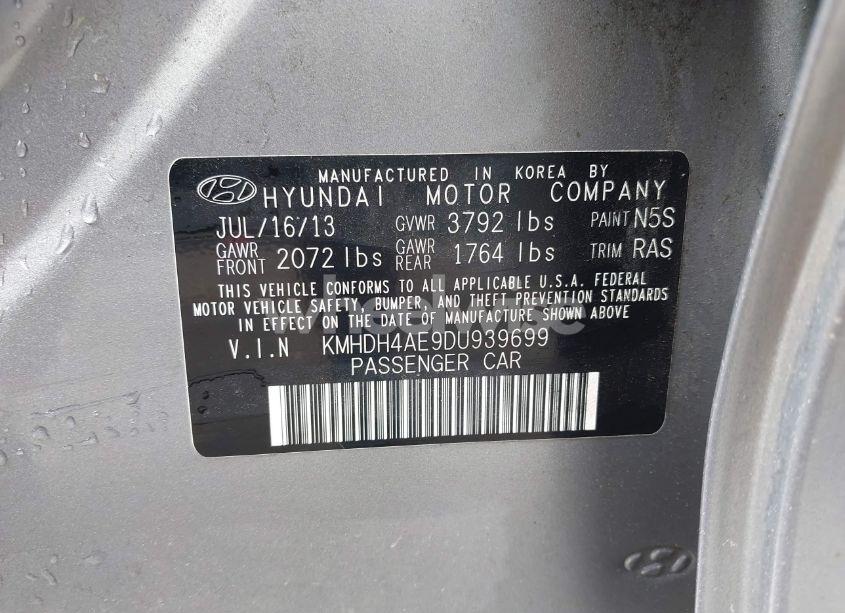 MANUFACTURED IN KOREA BY
HYUNDAI MOTOR COMPANY
JUL/16/13 GVWR 3792 lbs PAINT N5S
GAWR FRONT 2072 lbs GAWR REAR 1764 lbs TRIM RAS
THIS VEHICLE CONFORMS TO ALL APPLICABLE U.S.A. FEDERAL
MOTOR VEHICLE SAFETY, BUMPER, AND THEFT PREVENTION STANDARDS
IN EFFECT ON THE DATE OF MANUFACTURE SHOWN ABOVE
V.I.N KMHDH4AE9DU939699
PASSENGER CAR